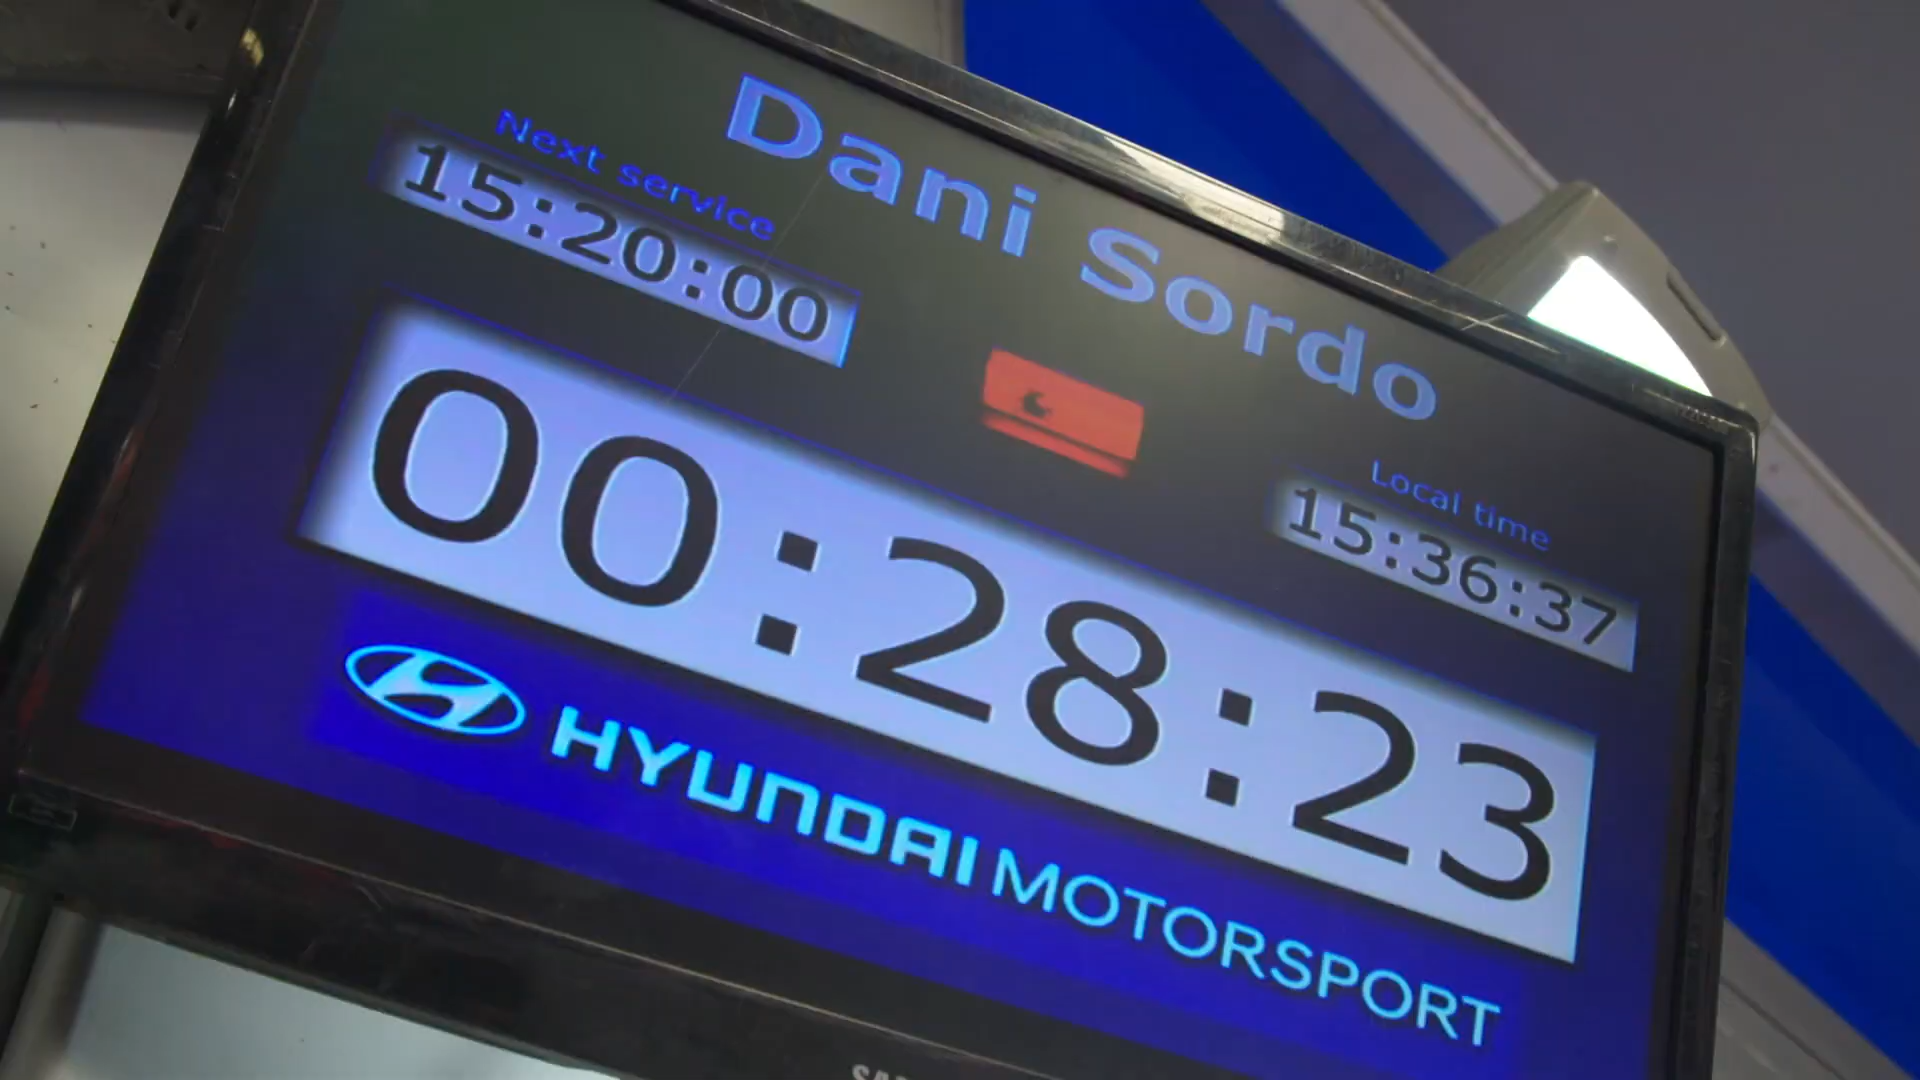 Dani Sordo
Next service
15:20:00
Local time
15:36:37
00:28:23
HYUNDAI MOTORSPORT